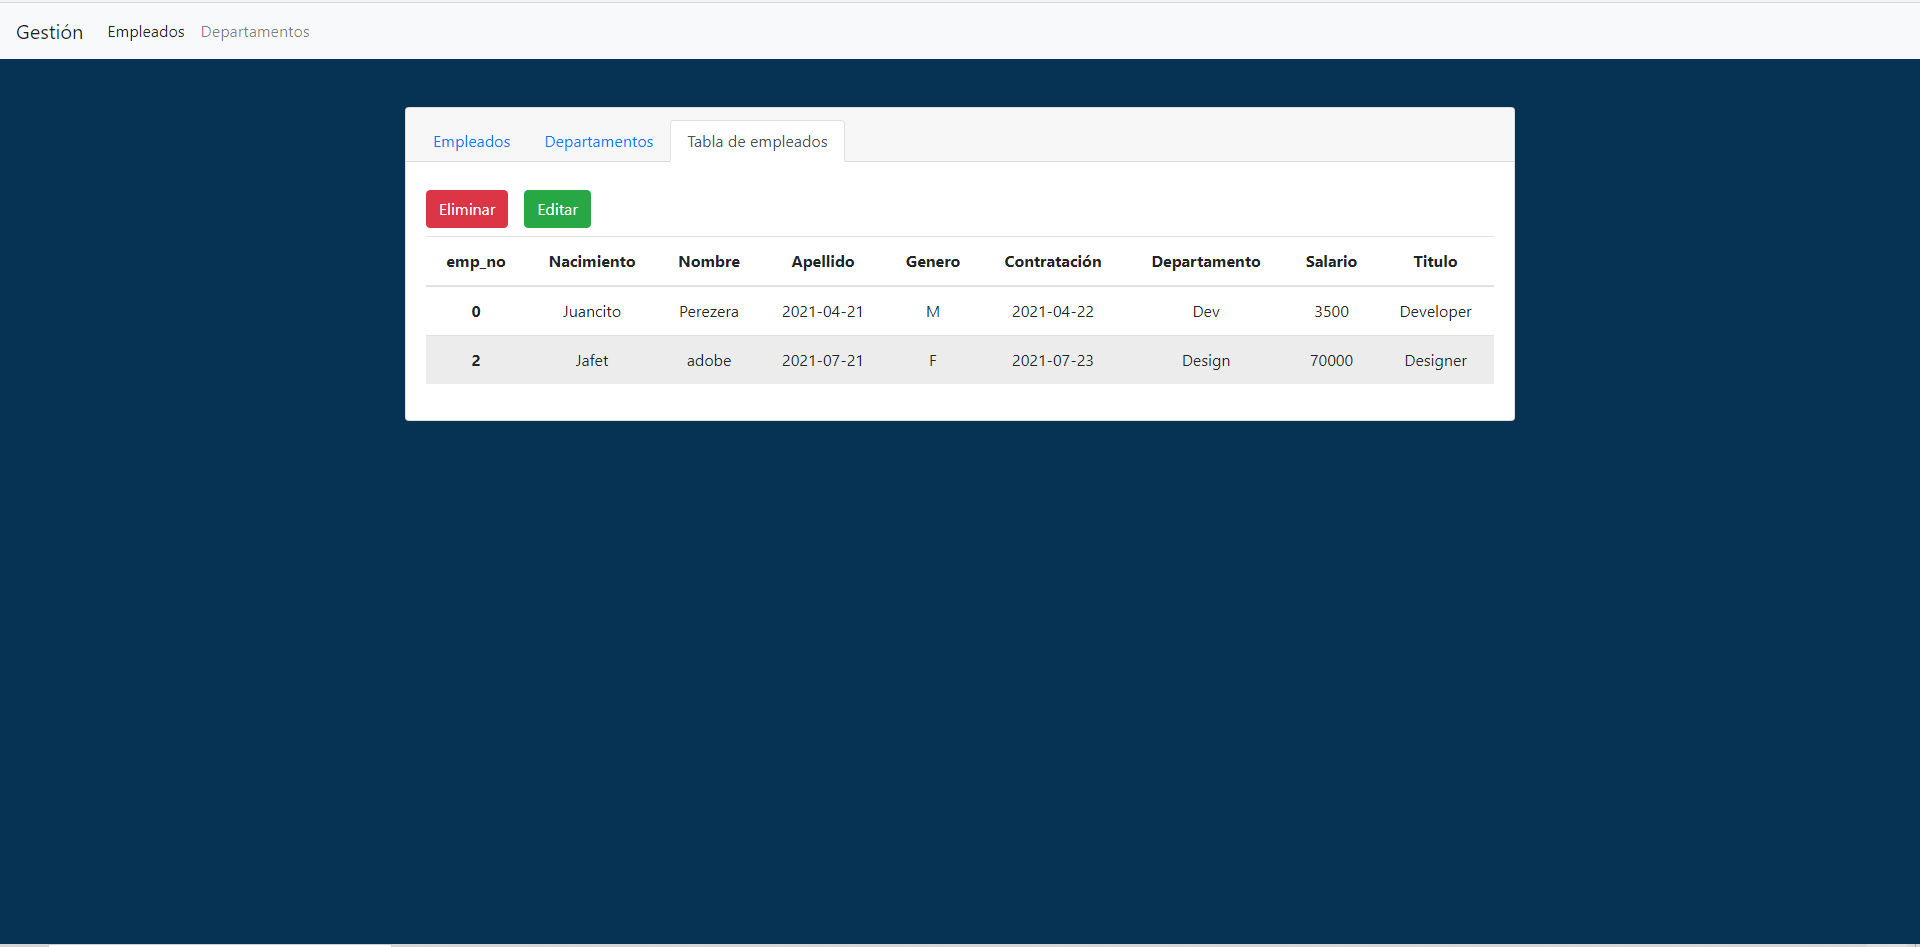 Gestión Empleados Departamentos
Empleados Departamentos Tabla de empleados
Eliminar Editar
emp_no Nacimiento Nombre Apellido Genero Contratación Departamento Salario Titulo
0 Juancito Perezera 2021-04-21 M 2021-04-22 Dev 3500 Developer
2 Jafet adobe 2021-07-21 F 2021-07-23 Design 70000 Designer